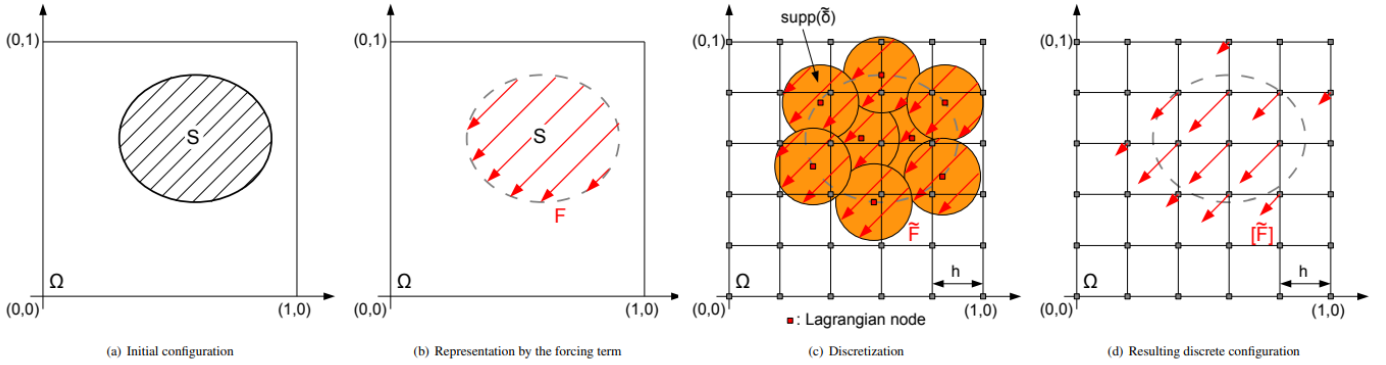 (0,1)
S
Ω
(0,0)
(1,0)
(a) Initial configuration
(0,1)
S
F
Ω
(0,0)
(1,0)
(b) Representation by the forcing term
supp(δ̃)
(0,1)
F̃
Ω
h
(0,0)
(1,0)
: Lagrangian node
(c) Discretization
(0,1)
[F̃]
Ω
h
(0,0)
(1,0)
(d) Resulting discrete configuration